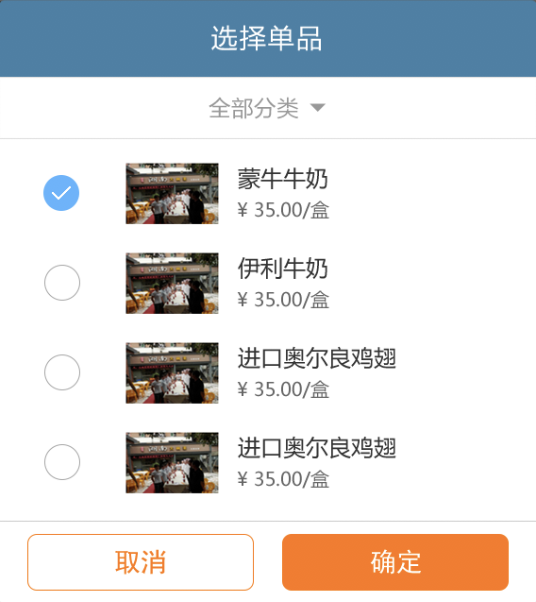 选择单品
全部分类
蒙牛牛奶
¥ 35.00/盒
伊利牛奶
¥ 35.00/盒
进口奥尔良鸡翅
¥ 35.00/盒
进口奥尔良鸡翅
¥ 35.00/盒
取消
确定